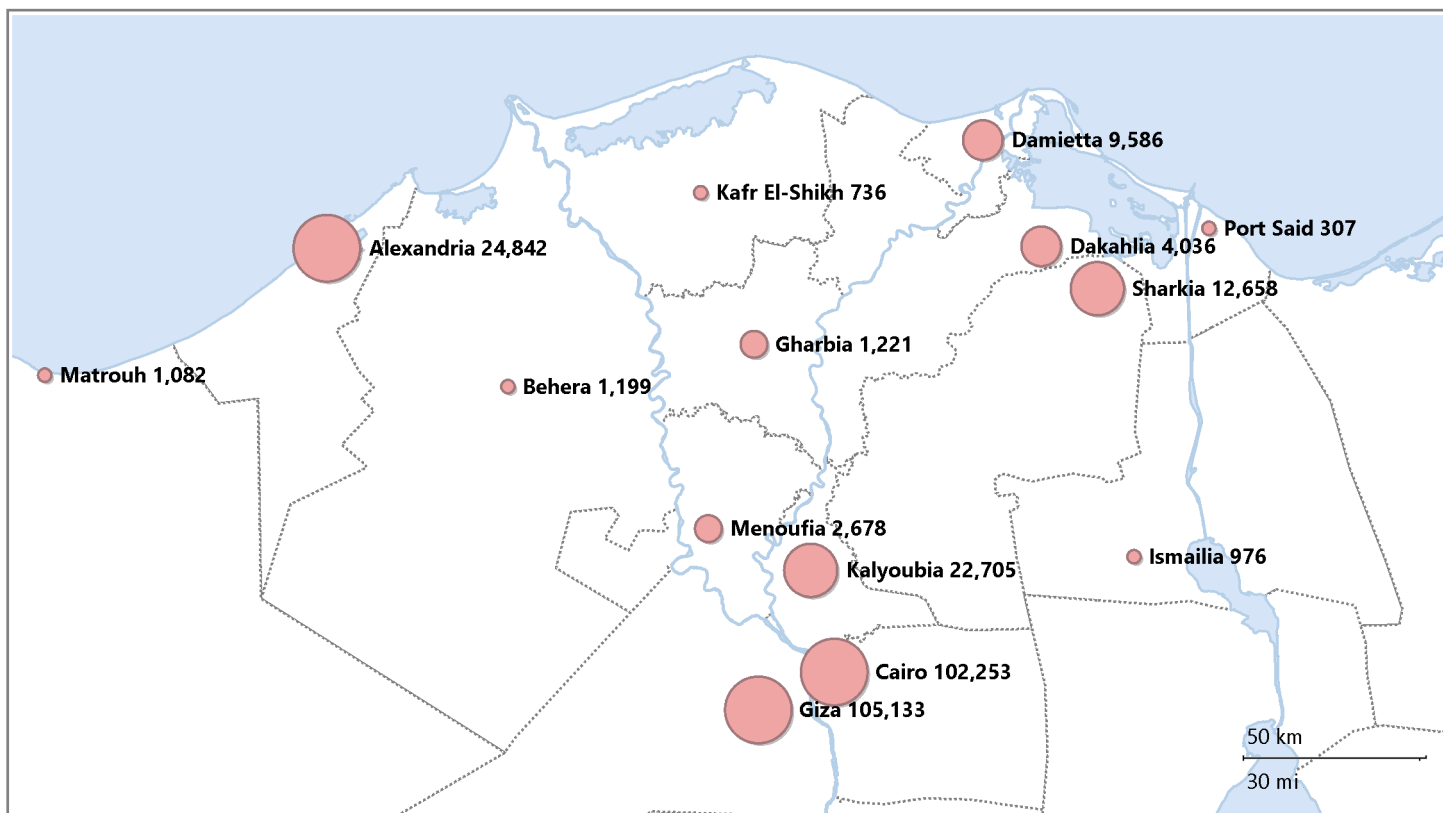 Damietta 9,586
Kafr El-Shikh 736
Port Said 307
Alexandria 24,842
Dakahlia 4,036
Sharkia 12,658
Gharbia 1,221
Matrouh 1,082
Behera 1,199
Menoufia 2,678
Kalyoubia 22,705
Ismailia 976
Cairo 102,253
Giza 105,133
50 km
30 mi